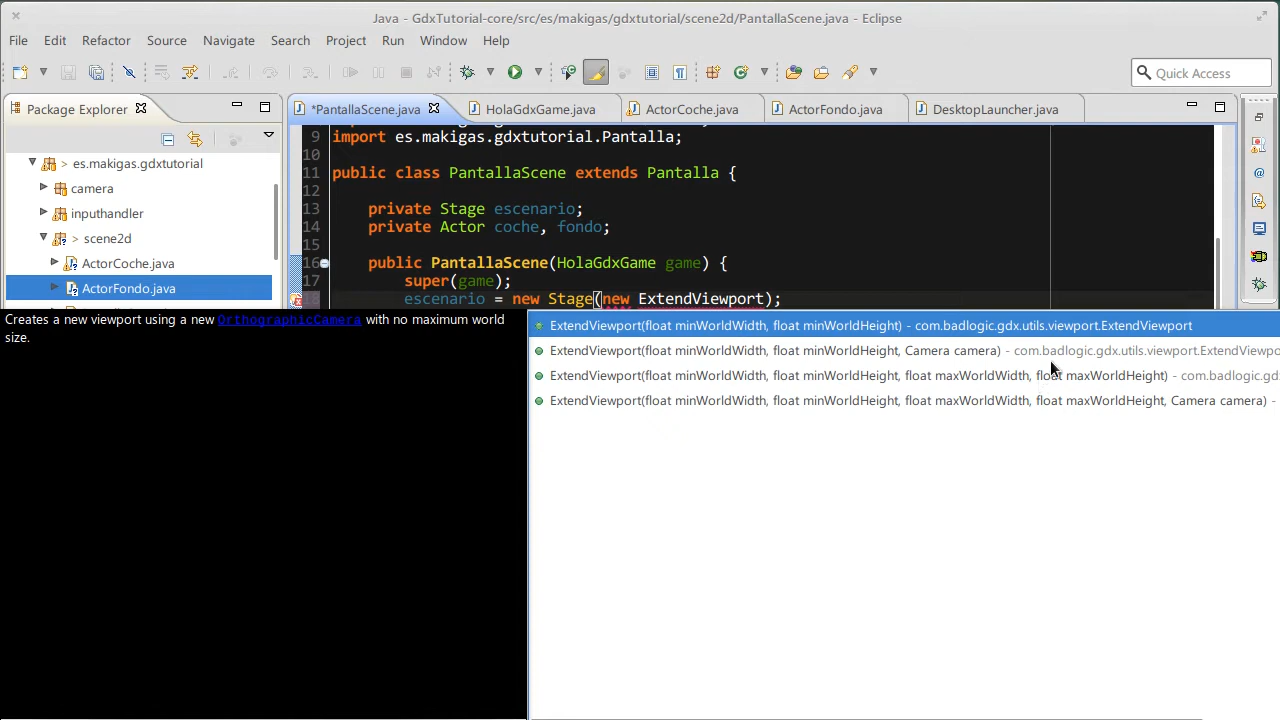 Java - GdxTutorial-core/src/es/makigas/gdxtutorial/scene2d/PantallaScene.java - Eclipse
File Edit Refactor Source Navigate Search Project Run Window Help
Quick Access
Package Explorer
*PantallaScene.java HolaGdxGame.java ActorCoche.java ActorFondo.java DesktopLauncher.java
> es.makigas.gdxtutorial
camera
inputhandler
> scene2d
ActorCoche.java
ActorFondo.java
9 import es.makigas.gdxtutorial.Pantalla;
10
11 public class PantallaScene extends Pantalla {
12
13 private Stage escenario;
14 private Actor coche, fondo;
15
16 public PantallaScene(HolaGdxGame game) {
17 super(game);
18 escenario = new Stage(new ExtendViewport);
Creates a new viewport using a new OrthographicCamera with no maximum world
size.
ExtendViewport(float minWorldWidth, float minWorldHeight) - com.badlogic.gdx.utils.viewport.ExtendViewport
ExtendViewport(float minWorldWidth, float minWorldHeight, Camera camera) - com.badlogic.gdx.utils.viewport.ExtendViewpo
ExtendViewport(float minWorldWidth, float minWorldHeight, float maxWorldWidth, float maxWorldHeight) - com.badlogic.gd
ExtendViewport(float minWorldWidth, float minWorldHeight, float maxWorldWidth, float maxWorldHeight, Camera camera) -